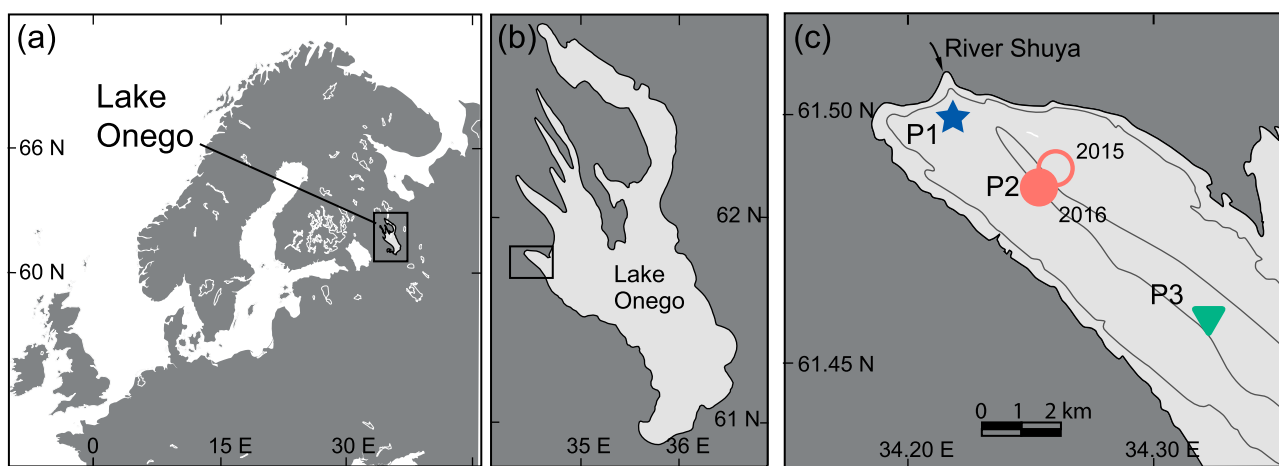 (a)
Lake
Onego
66 N
60 N
0
15 E
30 E
(b)
62 N
Lake
Onego
61 N
35 E
36 E
(c)
River Shuya
61.50 N
P1
2015
P2
2016
P3
61.45 N
0 1 2 km
34.20 E
34.30 E